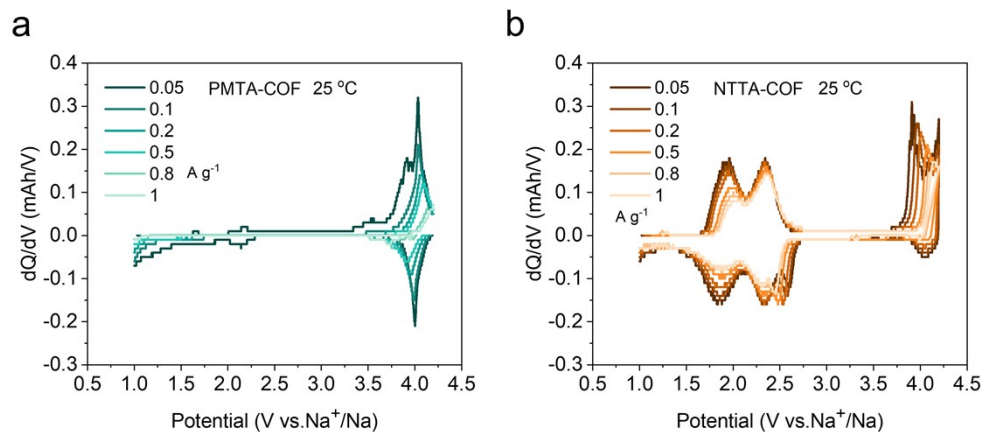 a
0.4
0.3
0.2
0.1
0.0
-0.1
-0.2
-0.3
dQ/dV (mAh/V)
0.05
0.1
0.2
0.5
0.8 A g⁻¹
1
PMTA-COF 25 ºC
0.5 1.0 1.5 2.0 2.5 3.0 3.5 4.0 4.5
Potential (V vs.Na⁺/Na)
b
0.4
0.3
0.2
0.1
0.0
-0.1
-0.2
-0.3
dQ/dV (mAh/V)
0.05
0.1
0.2
0.5
0.8
1
A g⁻¹
NTTA-COF 25 ºC
0.5 1.0 1.5 2.0 2.5 3.0 3.5 4.0 4.5
Potential (V vs.Na⁺/Na)